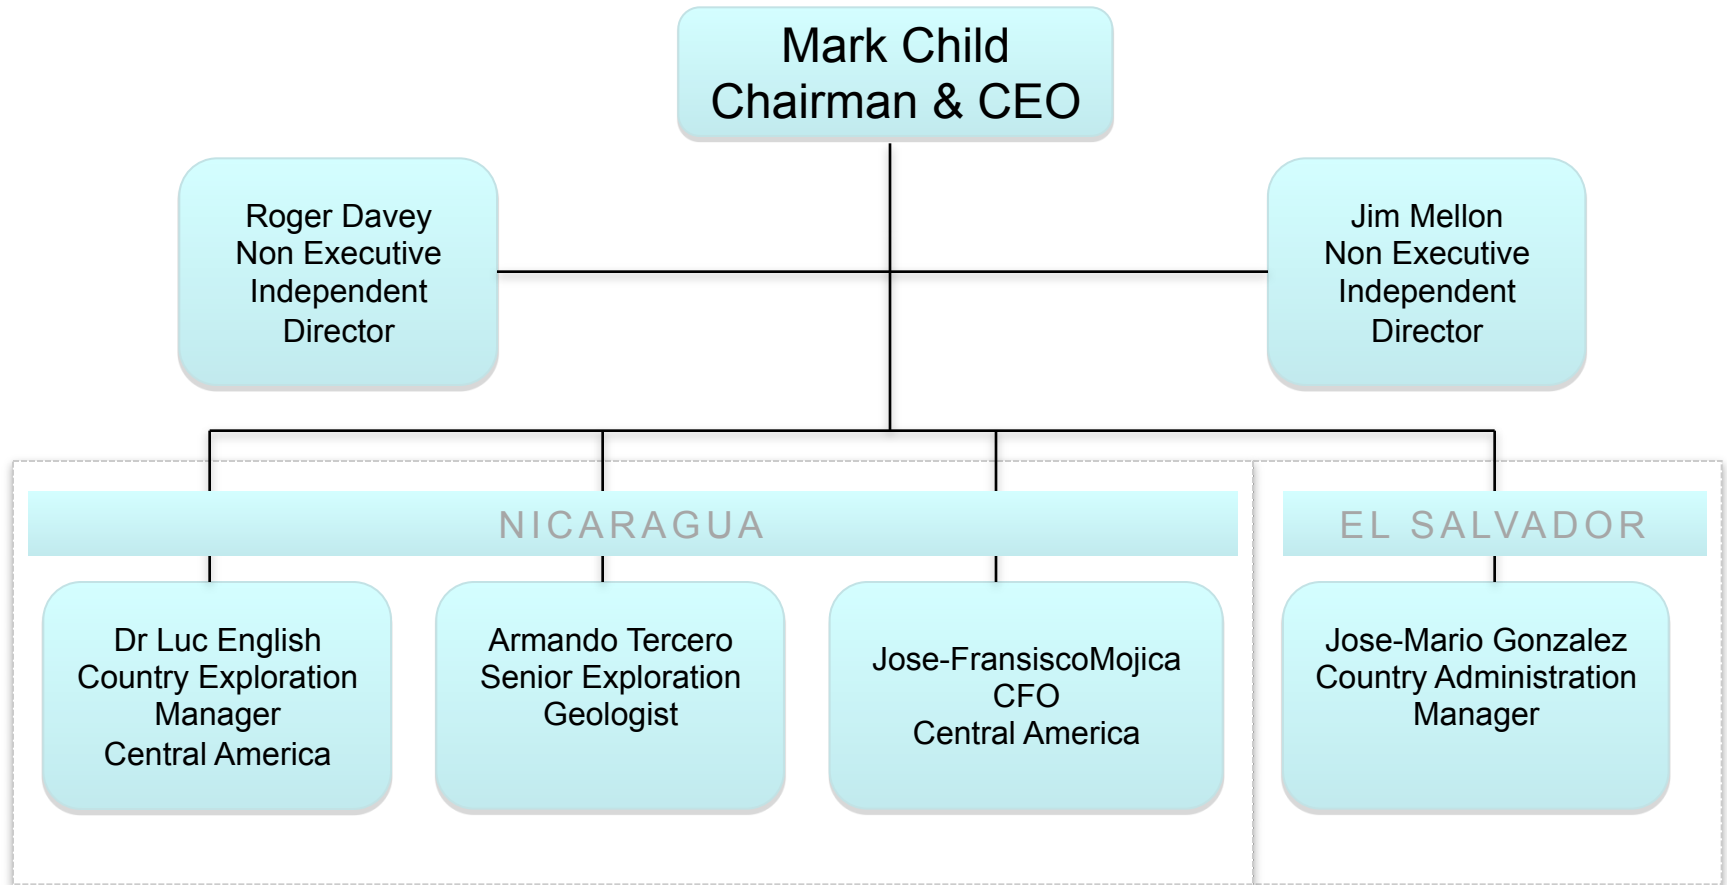 Mark Child
Chairman & CEO
Roger Davey
Non Executive
Independent
Director
Jim Mellon
Non Executive
Independent
Director
NICARAGUA
EL SALVADOR
Dr Luc English
Country Exploration
Manager
Central America
Armando Tercero
Senior Exploration
Geologist
Jose-FransiscoMojica
CFO
Central America
Jose-Mario Gonzalez
Country Administration
Manager